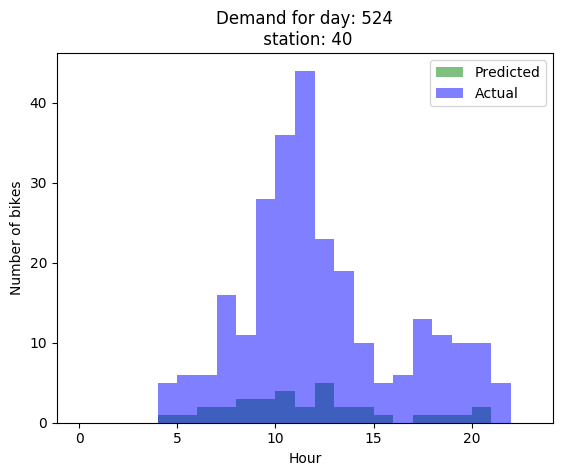 Demand for day: 524
station: 40
Predicted
Actual
Number of bikes
40
30
20
10
0
0 5 10 15 20
Hour